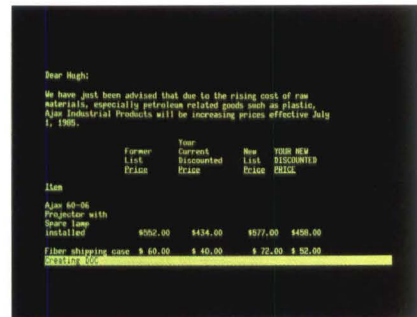 Dear Hugh:
We have just been advised that due to the rising cost of raw
materials, especially petroleum related goods such as plastic,
Ajax Industrial Products will be increasing prices effective July
1, 1985.
Your
Former Current New YOUR NEW
List Discounted List DISCOUNTED
Price Price Price PRICE
Item
Ajax 60-06
Projector with
Spare lamp
installed $552.00 $434.00 $577.00 $458.00
Fiber shipping case $ 60.00 $ 40.00 $ 72.00 $ 52.00
Creating DOC